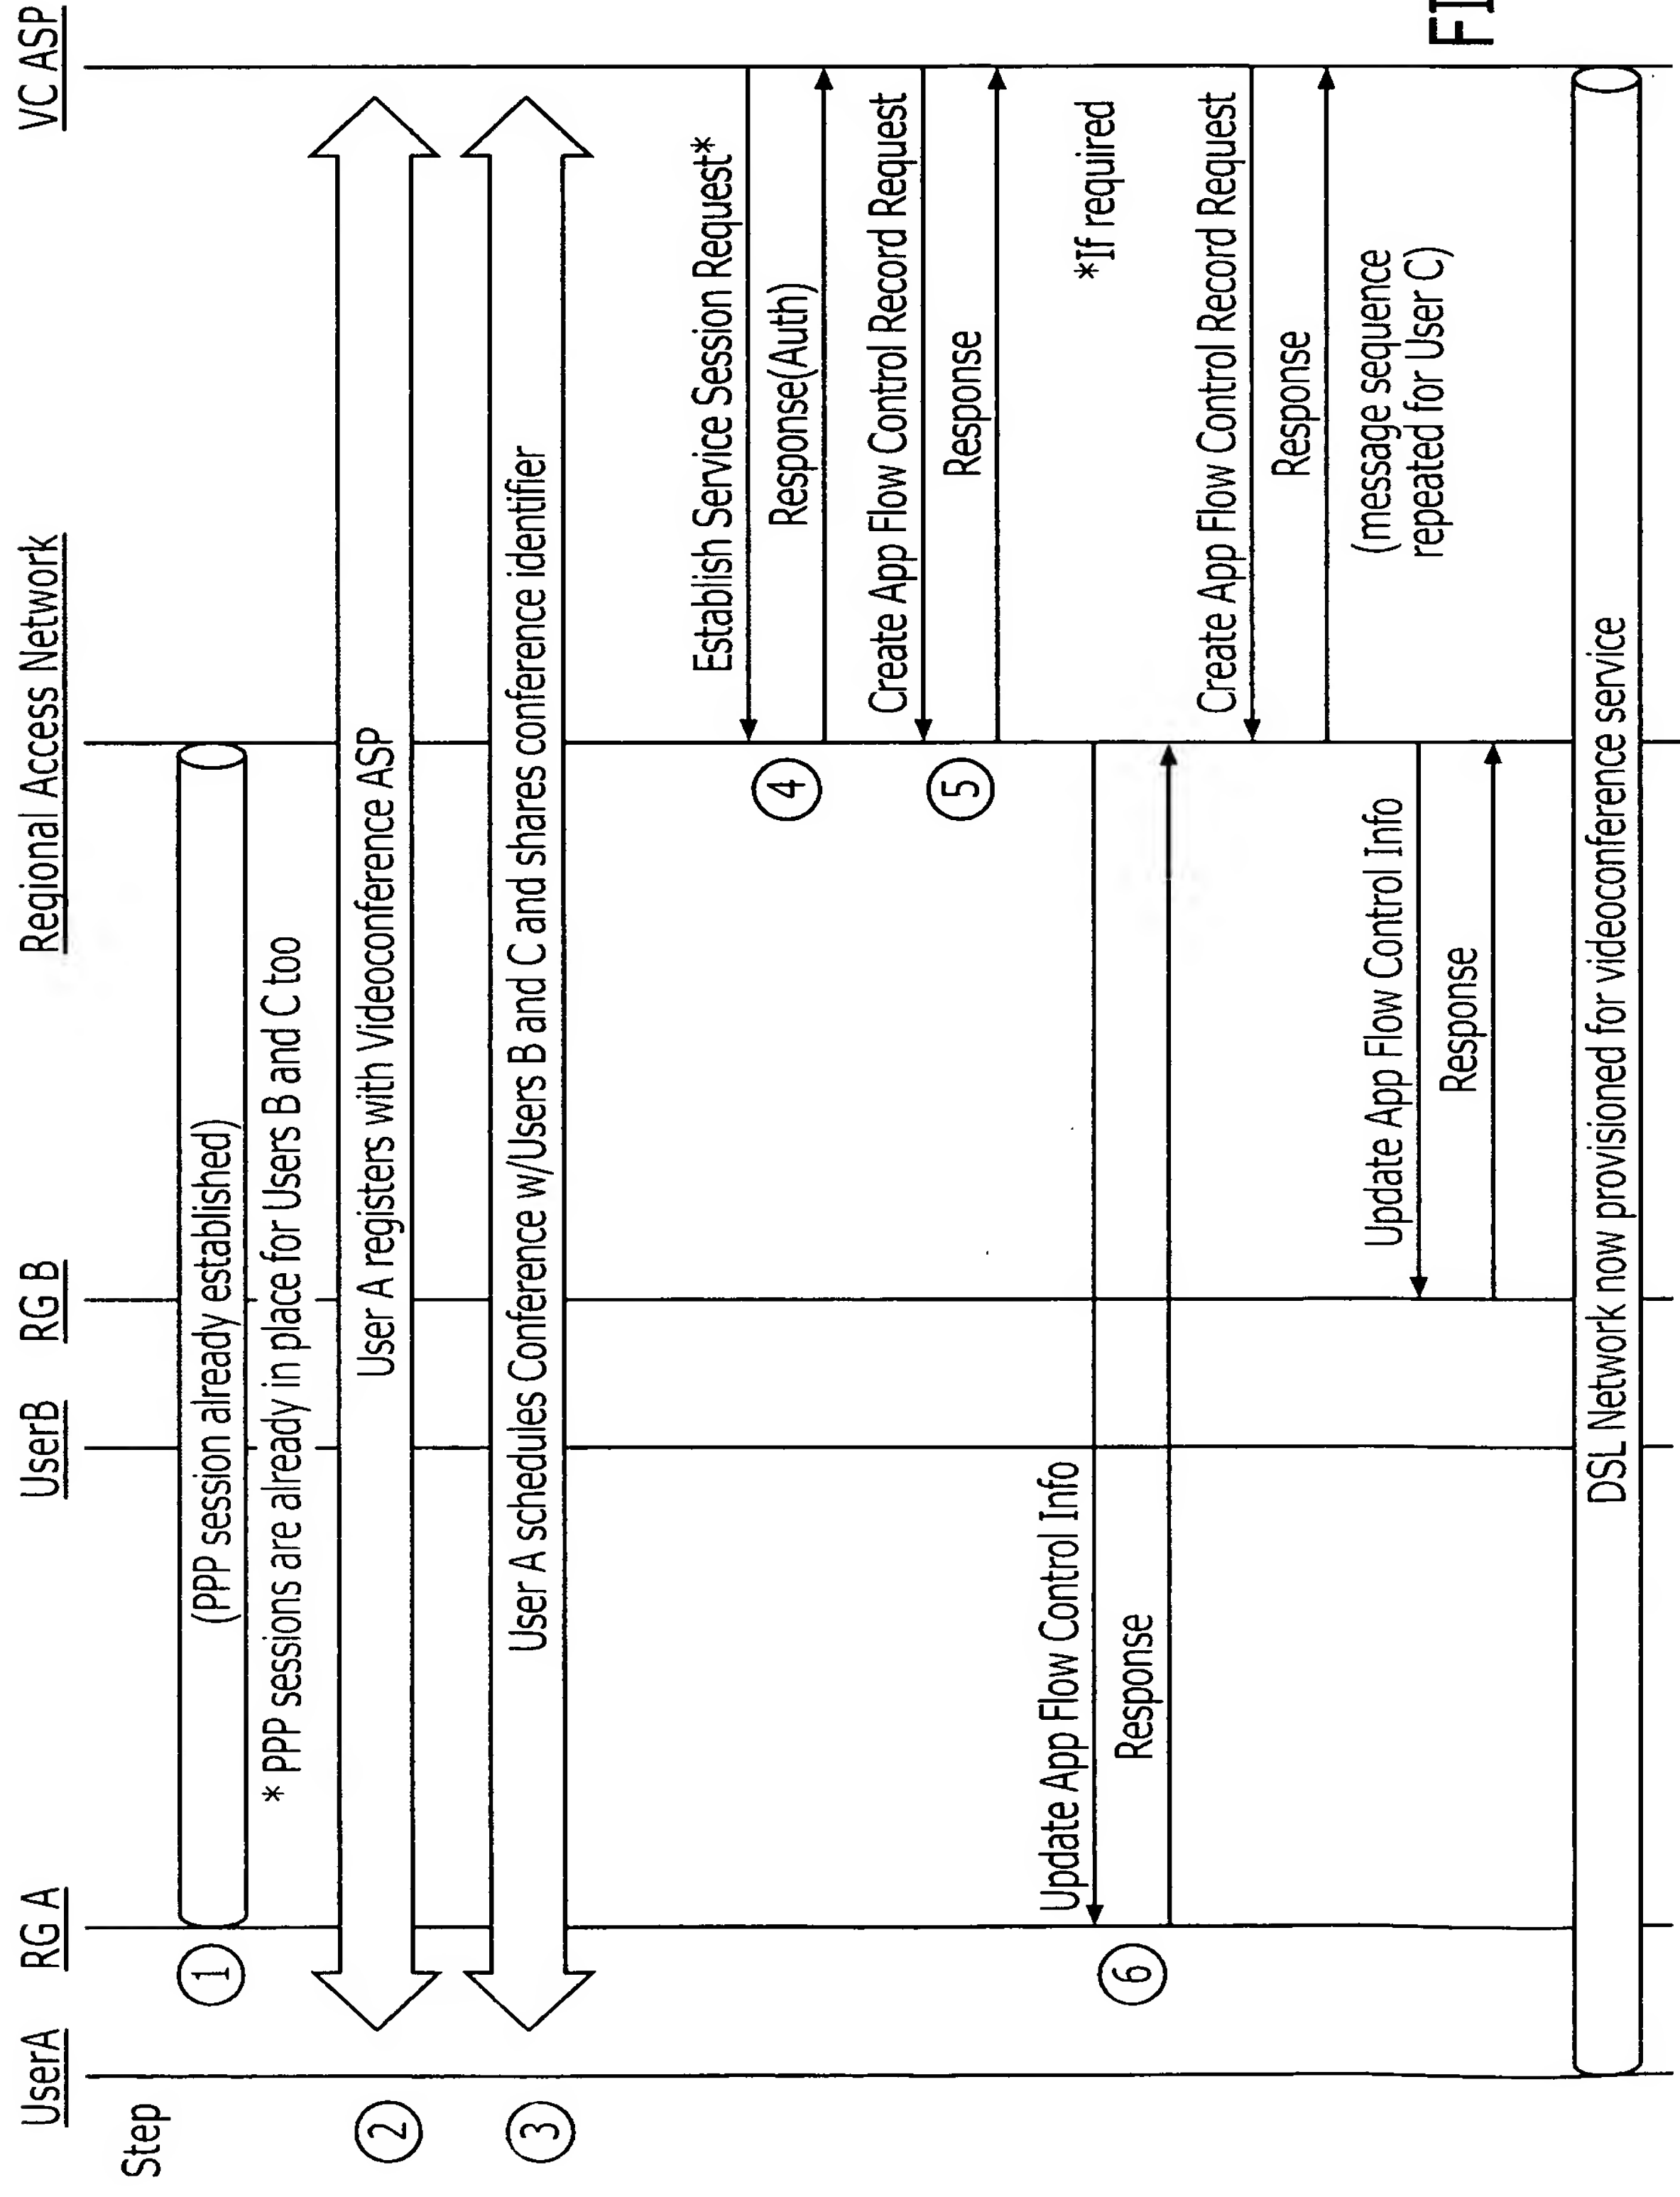 UserA
RG A
UserB
RG B
Regional Access Network
VC ASP
Step
1
(PPP session already established)
* PPP sessions are already in place for Users B and C too
2
User A registers with Videoconference ASP
3
User A schedules Conference w/Users B and C and shares conference identifier
Establish Service Session Request*
4
Response(Auth)
Create App Flow Control Record Request
5
Response
Update App Flow Control Info
*If required
6
Response
Create App Flow Control Record Request
Response
Update App Flow Control Info
(message sequence
repeated for User C)
Response
DSL Network now provisioned for videoconference service